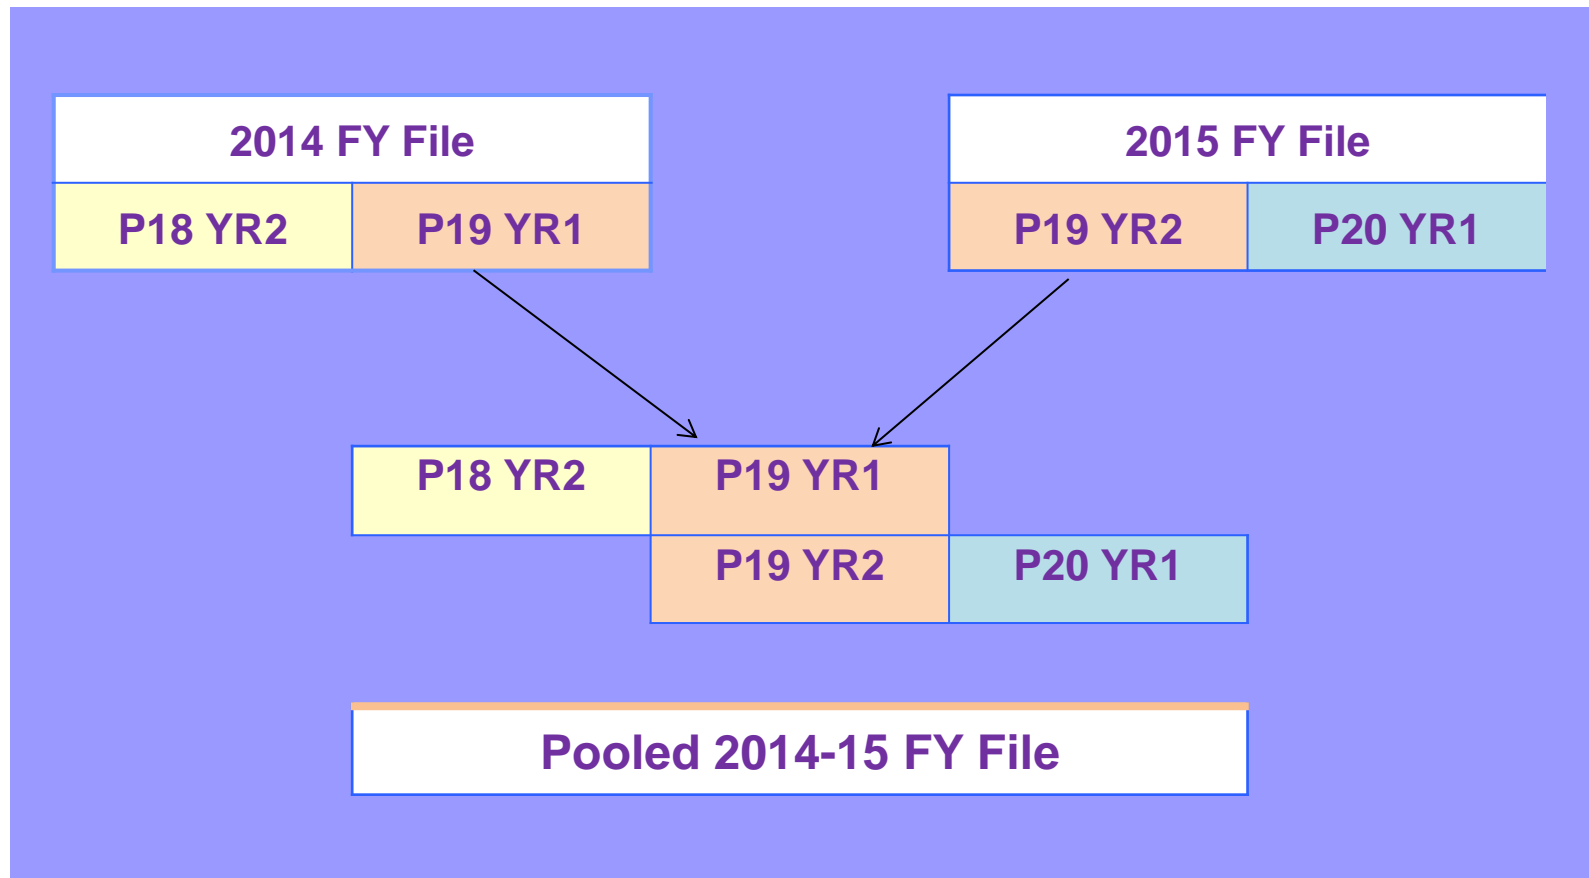 2014 FY File
2015 FY File
P18 YR2
P19 YR1
P19 YR2
P20 YR1
P18 YR2
P19 YR1
P19 YR2
P20 YR1
Pooled 2014-15 FY File